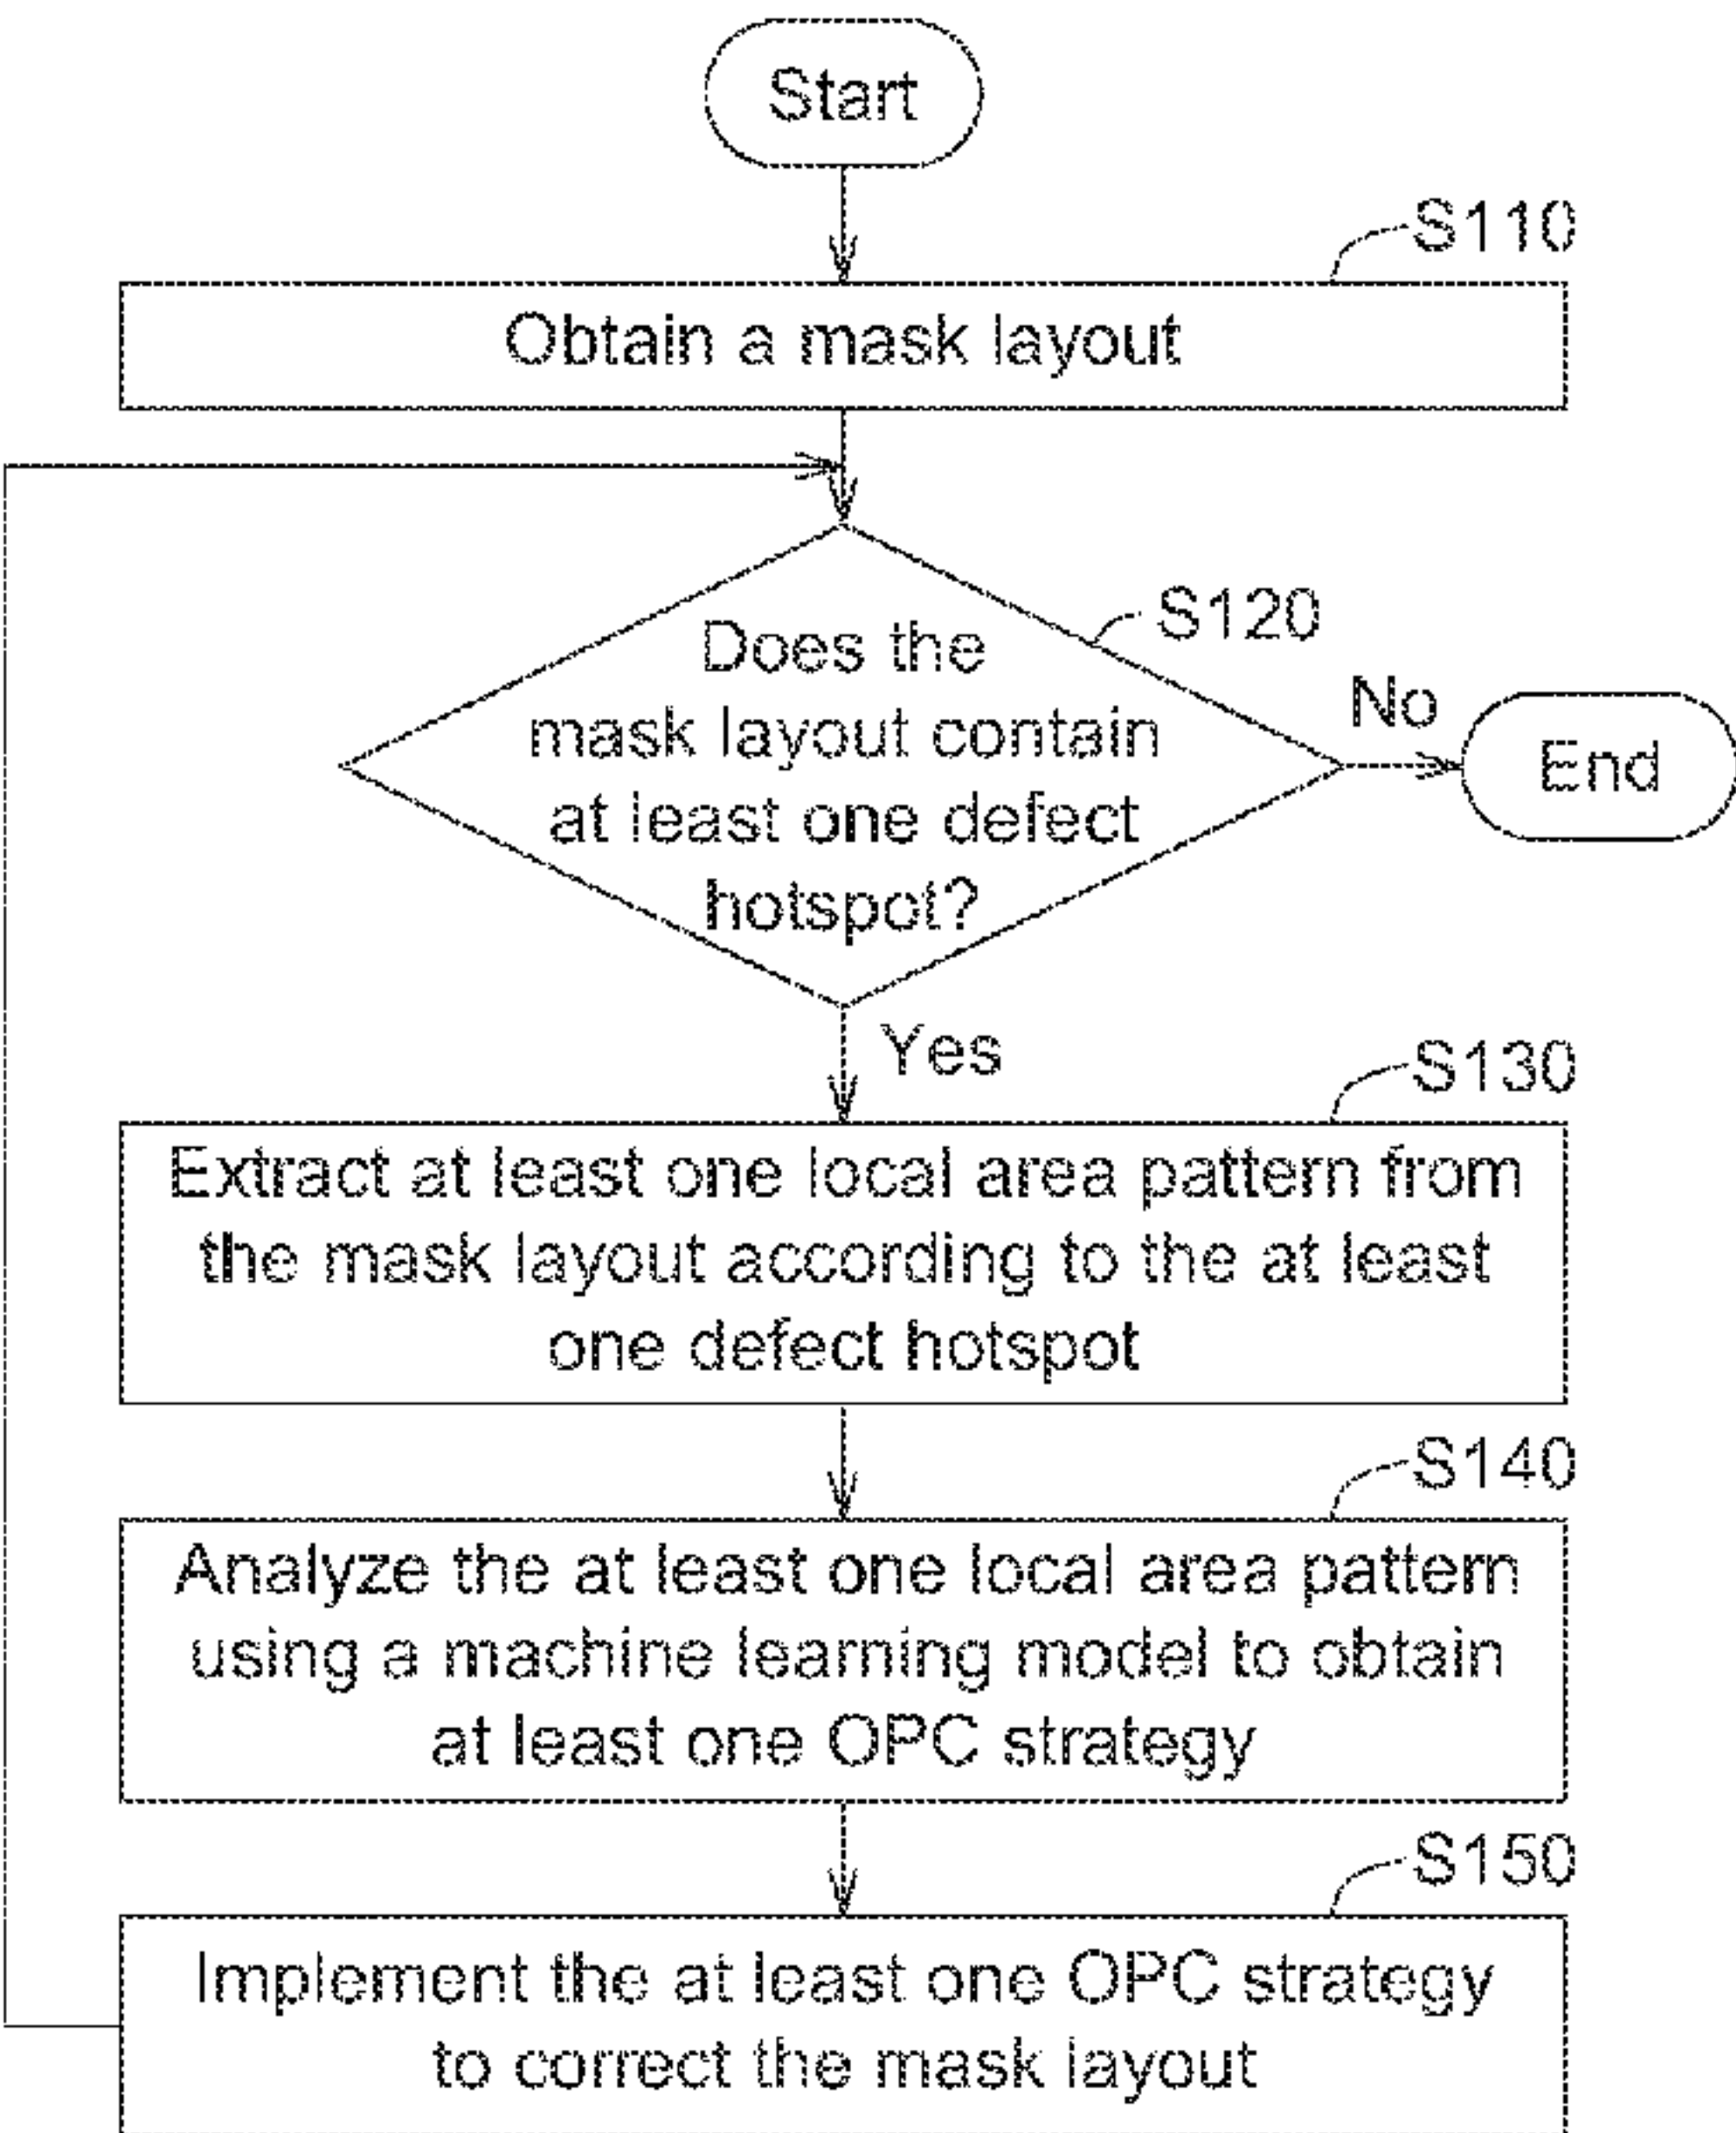 Start
S110
Obtain a mask layout
S120
Does the
mask layout contain
at least one defect
hotspot?
No
End
Yes
S130
Extract at least one local area pattern from
the mask layout according to the at least
one defect hotspot
S140
Analyze the at least one local area pattern
using a machine learning model to obtain
at least one OPC strategy
S150
Implement the at least one OPC strategy
to correct the mask layout